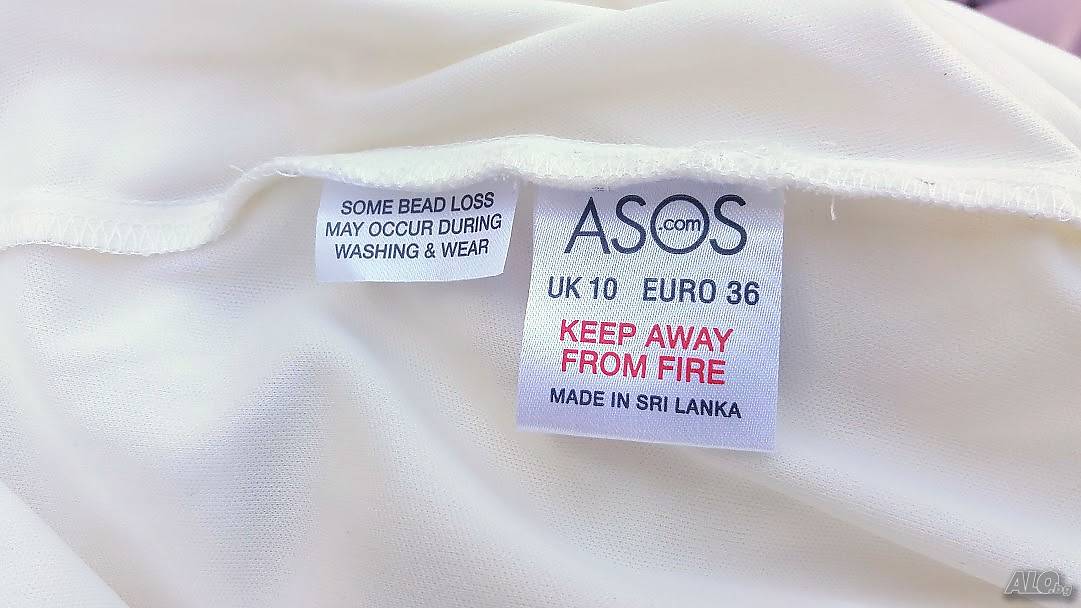 SOME BEAD LOSS
MAY OCCUR DURING
WASHING & WEAR
ASOS
.com
UK 10 EURO 36
KEEP AWAY
FROM FIRE
MADE IN SRI LANKA
ALO.bg